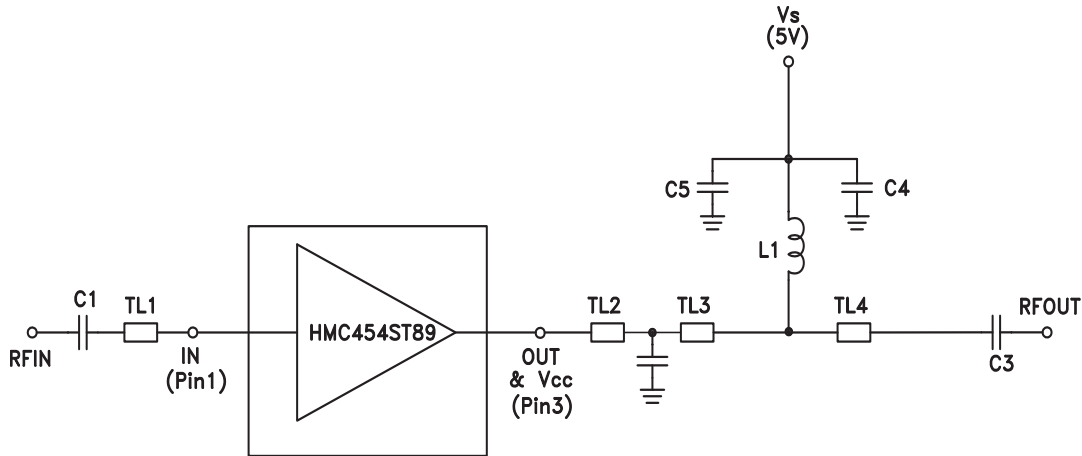 Vs
(5V)
C5
C4
L1
C1
TL1
RFIN
IN
(Pin1)
HMC454ST89
OUT
& Vcc
(Pin3)
TL2
TL3
TL4
C3
RFOUT